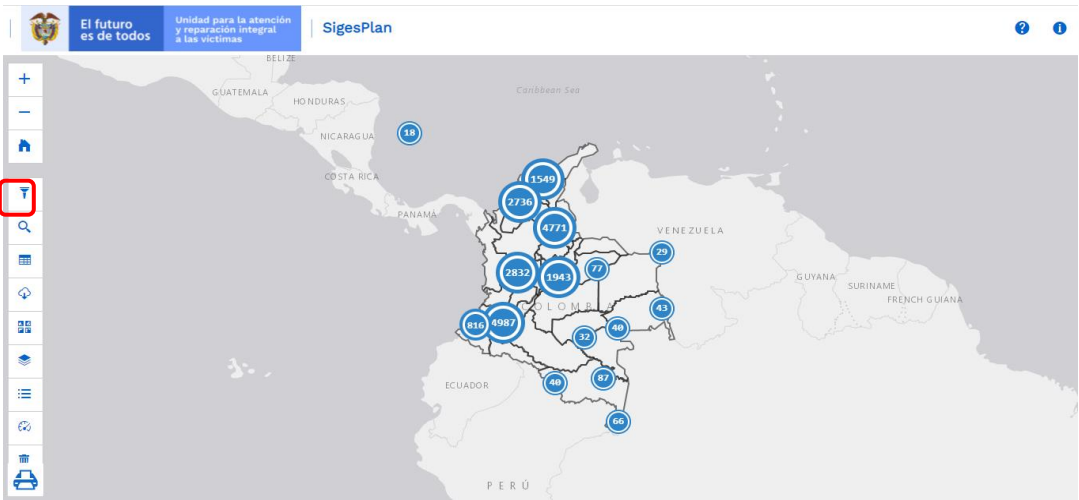 El futuro
es de todos
Unidad para la atención
y reparación integral
a las víctimas
SigesPlan
BELIZE
GUATEMALA
HONDURAS
Caribbean Sea
NICARAGUA
18
COSTA RICA
1549
PANAMÁ
2736
4771
VENEZUELA
29
2832
1943
77
GUYANA
SURINAME
FRENCH GUIANA
COLOMBIA
43
816
4987
40
32
ECUADOR
40
87
66
PERÚ